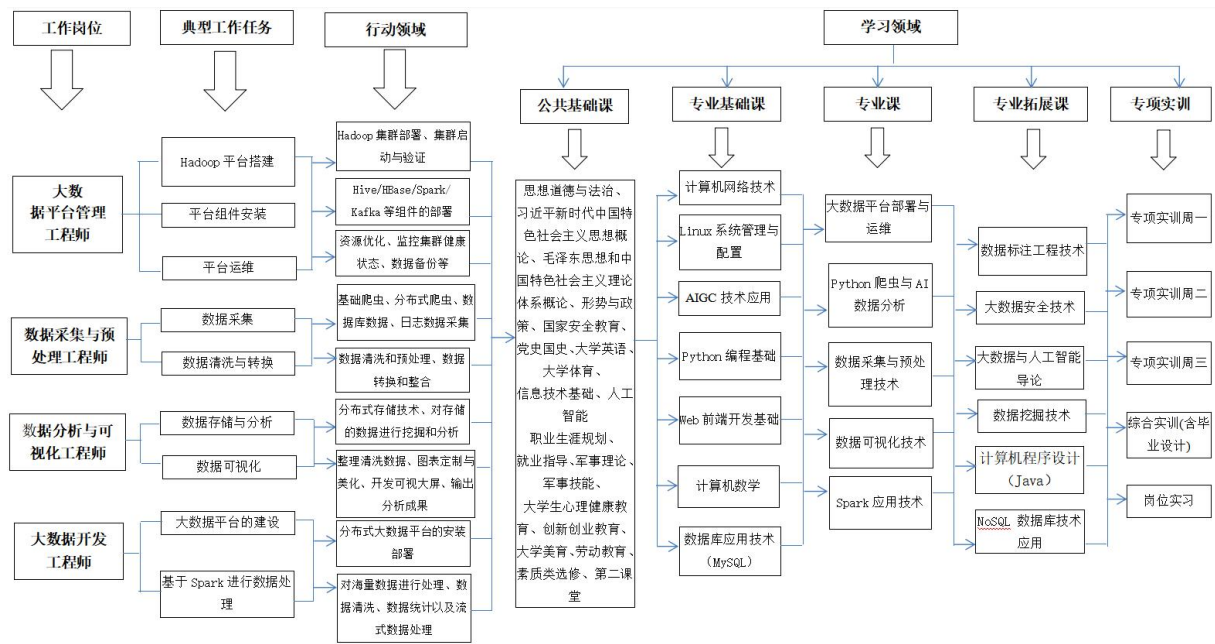 工作岗位
典型工作任务
行动领域
学习领域
公共基础课
专业基础课
专业课
专业拓展课
专项实训
大数
据平台管理
工程师
Hadoop 平台搭建
平台组件安装
平台运维
Hadoop 集群部署、集群启
动与验证
Hive/HBase/Spark/
Kafka 等组件的部署
资源优化、监控集群健康
状态、数据备份等
数据采集与预
处理工程师
数据采集
数据清洗与转换
基础爬虫、分布式爬虫、数
据库数据、日志数据采集
数据清洗和预处理、数据
转换和整合
数据分析与可
视化工程师
数据存储与分析
数据可视化
分布式存储技术、对存储
的数据进行挖掘和分析
整理清洗数据、图表定制与
美化、开发可视大屏、输出
分析成果
大数据开发
工程师
大数据平台的建设
基于 Spark 进行数据处
理
分布式大数据平台的安装
部署
对海量数据进行处理、数
据清洗、数据统计以及流
式数据处理
思想道德与法治、
习近平新时代中国特
色社会主义思想概
论、毛泽东思想和中
国特色社会主义理论
体系概论、形势与政
策、国家安全教育、
党史国史、大学英语、
大学体育、
信息技术基础、人工
智能
职业生涯规划、
就业指导、军事理论、
军事技能、
大学生心理健康教
育、创新创业教育、
大学美育、劳动教育、
素质类选修、第二课
堂
计算机网络技术
Linux 系统管理与
配置
AIGC 技术应用
Python 编程基础
Web 前端开发基础
计算机数学
数据库应用技术
（MySQL）
大数据平台部署与
运维
Python 爬虫与 AI
数据分析
数据采集与预处
理技术
数据可视化技术
Spark 应用技术
数据标注工程技术
大数据安全技术
大数据与人工智能
导论
数据挖掘技术
计算机程序设计
（Java）
NoSQL 数据库技术
应用
专项实训周一
专项实训周二
专项实训周三
综合实训(含毕
业设计)
岗位实习